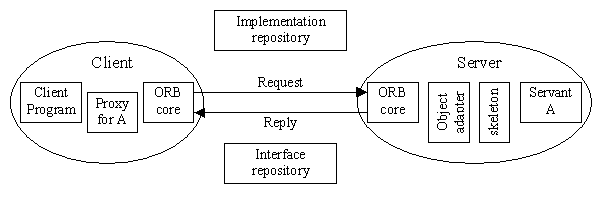 Implementation
repository
Client
Server
Client
Program
Proxy
for A
ORB
core
Request
Reply
ORB
core
Object
adapter
skeleton
Servant
A
Interface
repository